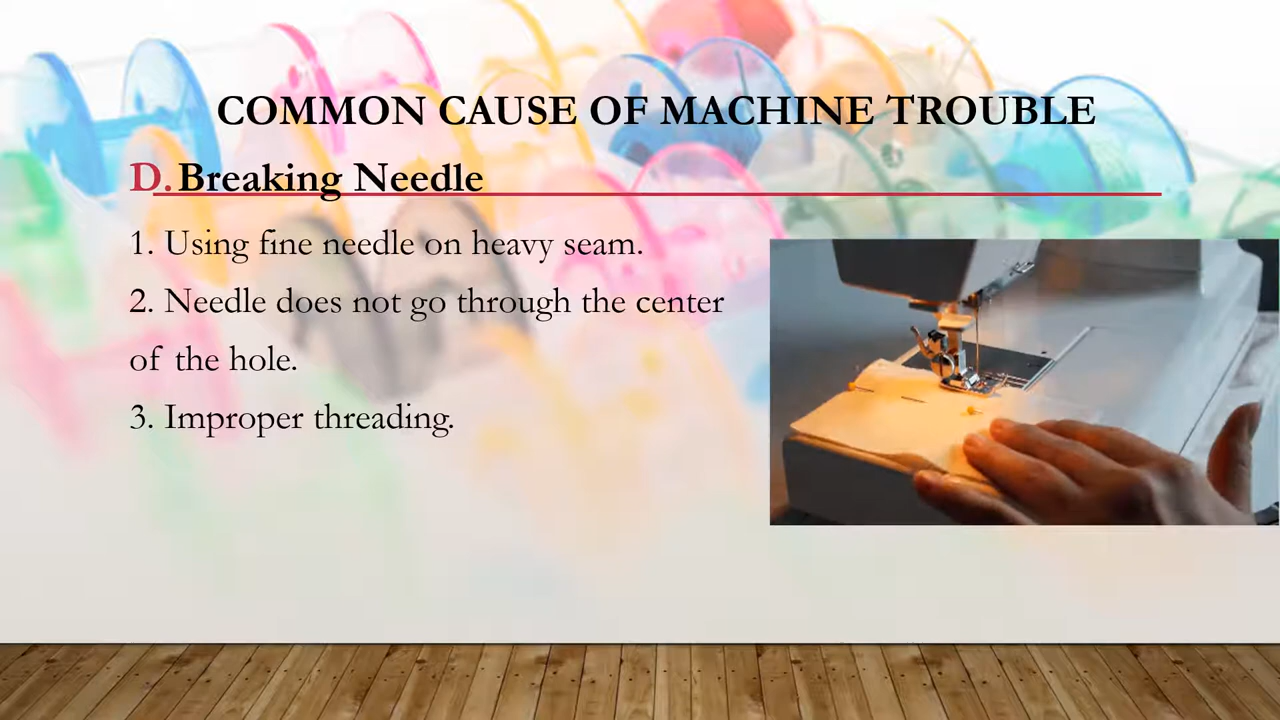 COMMON CAUSE OF MACHINE TROUBLE
D. Breaking Needle
1. Using fine needle on heavy seam.
2. Needle does not go through the center
of the hole.
3. Improper threading.